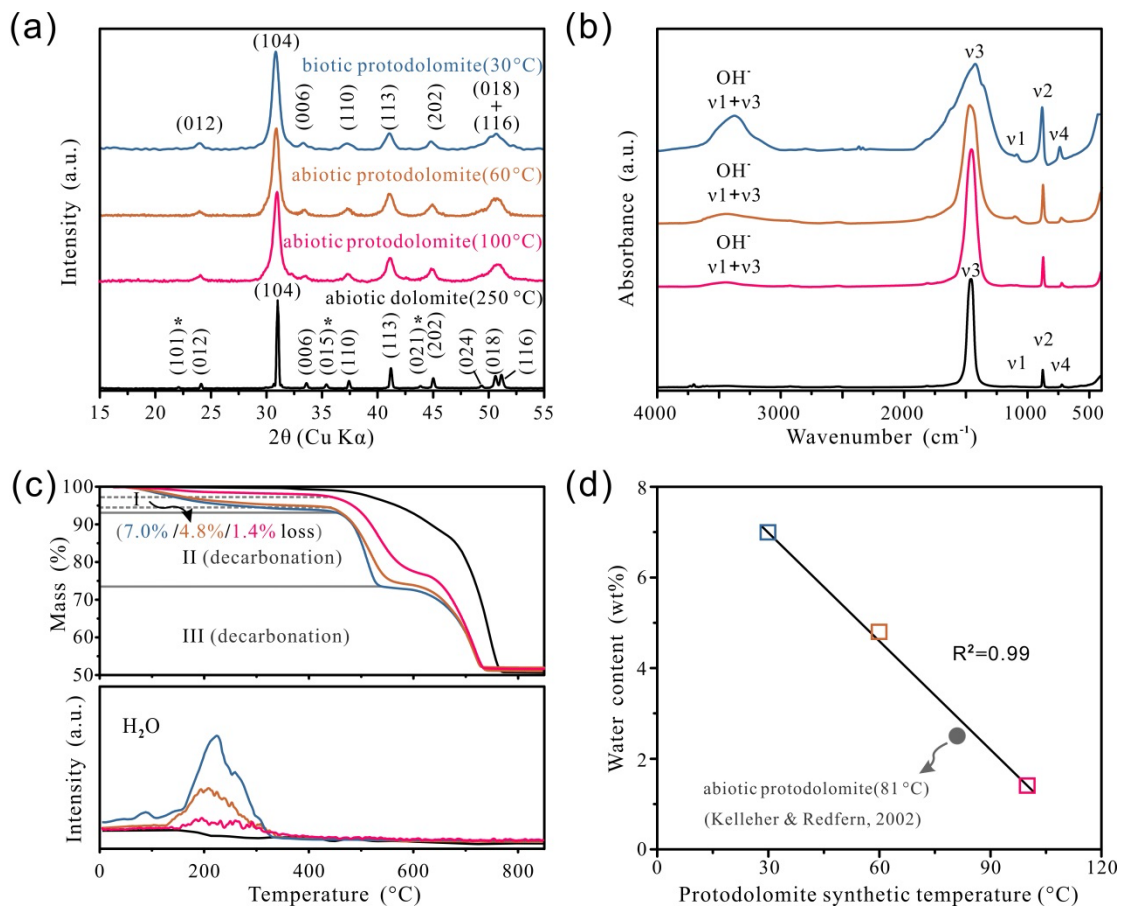 (a)
(104)
biotic protodolomite(30°C)
(012)
(006)
(110)
(113)
(202)
(018)
+
(116)
abiotic protodolomite(60°C)
abiotic protodolomite(100°C)
(104)
abiotic dolomite(250 °C)
(101)*
(012)
(006)
(015)*
(110)
(113)
(021)*
(202)
(024)
(018)
(116)
Intensity (a.u.)
15 20 25 30 35 40 45 50 55
2θ (Cu Kα)
(b)
ν3
OH⁻
ν1+ν3
ν1
ν2
ν4
OH⁻
ν1+ν3
OH⁻
ν1+ν3
ν3
ν1
ν2
ν4
Absorbance (a.u.)
4000 3000 2000 1000 500
Wavenumber (cm⁻¹)
(c)
100
90
80
70
60
50
Mass (%)
I
(7.0% /4.8%/1.4% loss)
II (decarbonation)
III (decarbonation)
H₂O
Intensity (a.u.)
0 200 400 600 800
Temperature (°C)
(d)
8
6
4
2
0
Water content (wt%)
R²=0.99
abiotic protodolomite(81 °C)
(Kelleher & Redfern, 2002)
0 30 60 90 120
Protodolomite synthetic temperature(°C)